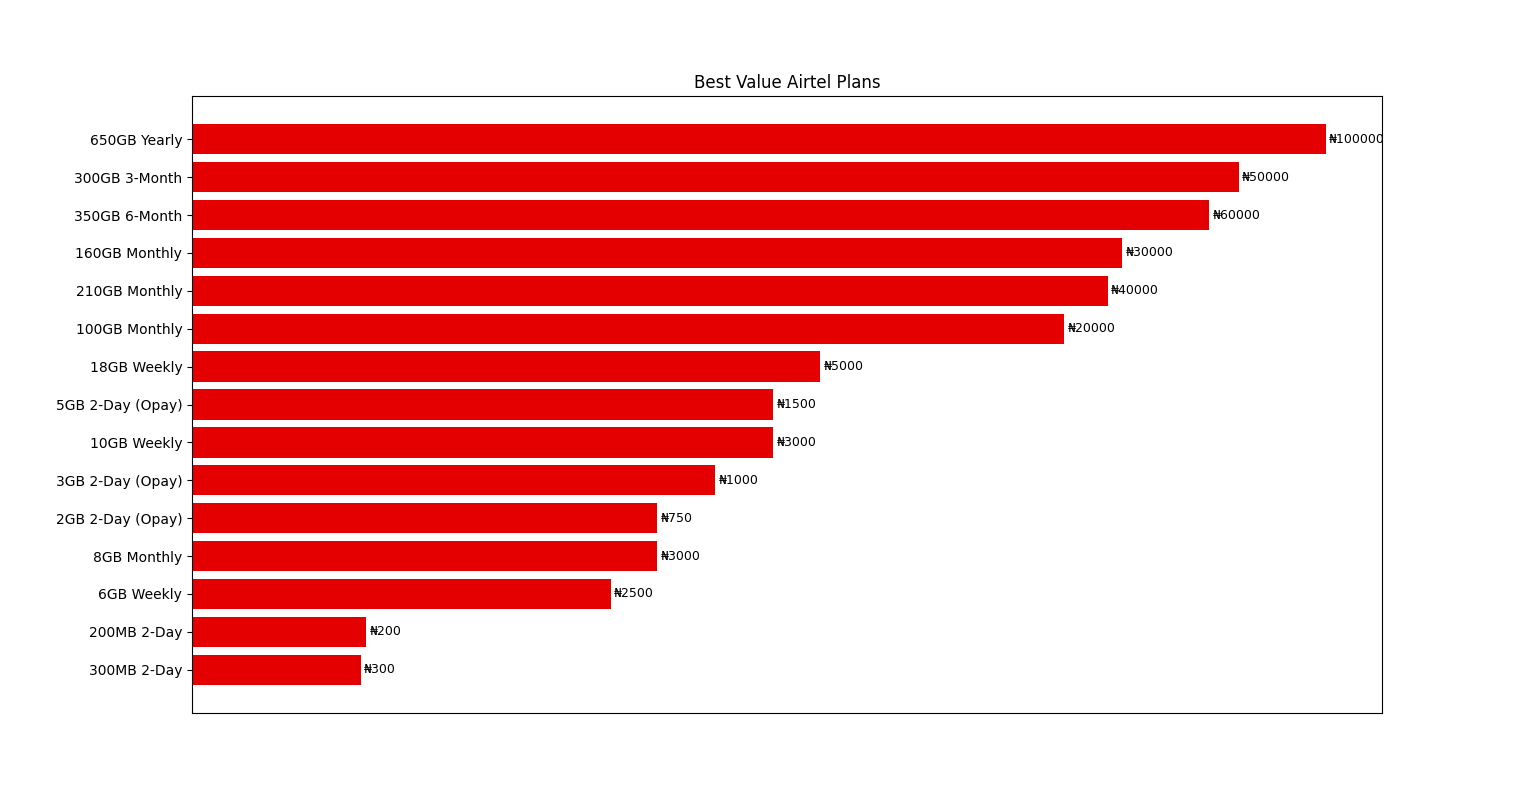 Best Value Airtel Plans
650GB Yearly ₦100000
300GB 3-Month ₦50000
350GB 6-Month ₦60000
160GB Monthly ₦30000
210GB Monthly ₦40000
100GB Monthly ₦20000
18GB Weekly ₦5000
5GB 2-Day (Opay) ₦1500
10GB Weekly ₦3000
3GB 2-Day (Opay) ₦1000
2GB 2-Day (Opay) ₦750
8GB Monthly ₦3000
6GB Weekly ₦2500
200MB 2-Day ₦200
300MB 2-Day ₦300